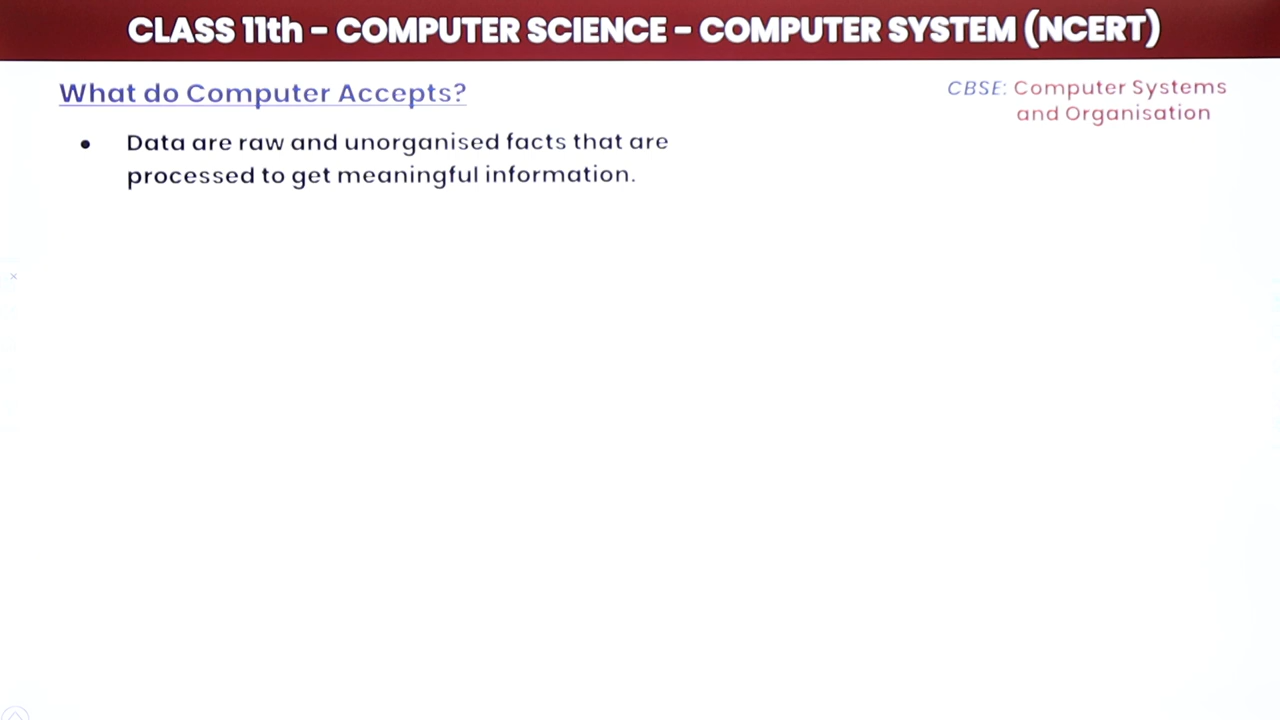 CLASS 11th - COMPUTER SCIENCE - COMPUTER SYSTEM (NCERT)
What do Computer Accepts?
CBSE: Computer Systems
and Organisation
• Data are raw and unorganised facts that are
processed to get meaningful information.